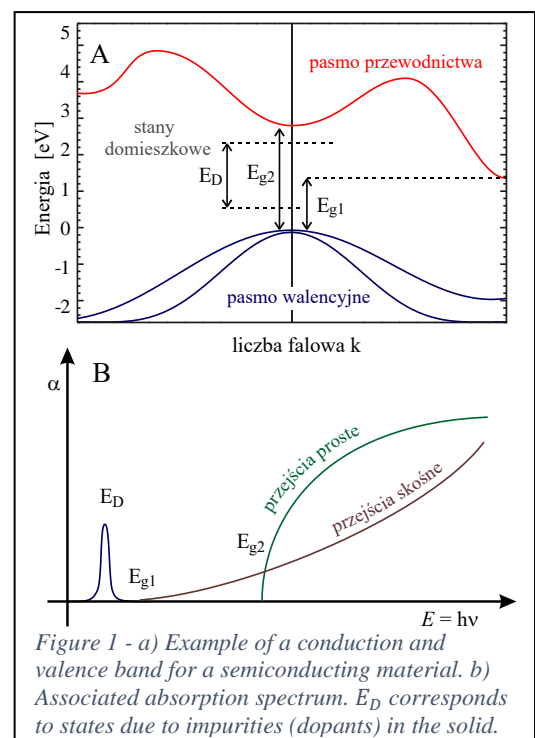 A
pasmo przewodnictwa
stany
domieszkowe
E_D
E_g2
E_g1
pasmo walencyjne
Energia [eV]
5
4
3
2
1
0
-1
-2
liczba falowa k
B
α
E_D
E_g1
E_g2
przejścia proste
przejścia skośne
E = hν
Figure 1 - a) Example of a conduction and
valence band for a semiconducting material. b)
Associated absorption spectrum. E_D corresponds
to states due to impurities (dopants) in the solid.